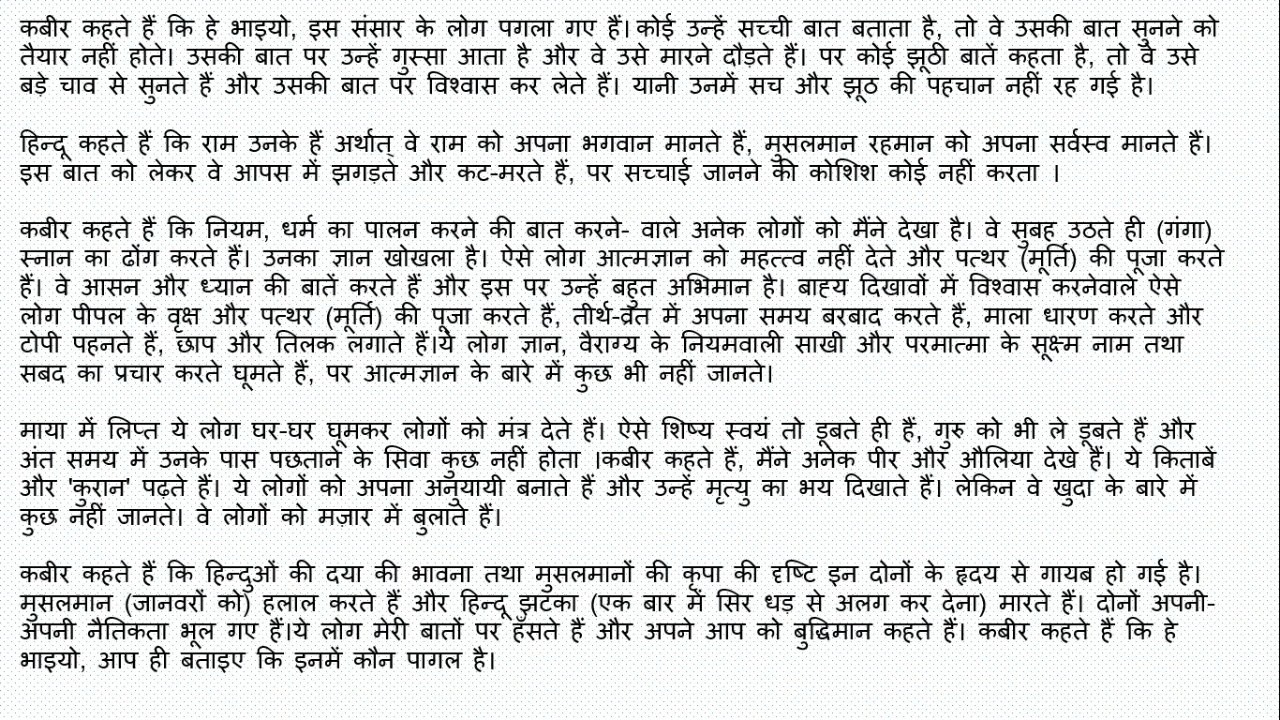 कबीर कहते हैं कि हे भाइयो, इस संसार के लोग पगला गए हैं। कोई उन्हें सच्ची बात बताता है, तो वे उसकी बात सुनने को
तैयार नहीं होते। उसकी बात पर उन्हें गुस्सा आता है और वे उसे मारने दौड़ते हैं। पर कोई झूठी बातें कहता है, तो वे उसे
बड़े चाव से सुनते हैं और उसकी बात पर विश्वास कर लेते हैं। यानी उनमें सच और झूठ की पहचान नहीं रह गई है।
हिन्दू कहते हैं कि राम उनके हैं अर्थात् वे राम को अपना भगवान मानते हैं, मुसलमान रहमान को अपना सर्वस्व मानते हैं।
इस बात को लेकर वे आपस में झगड़ते और कट-मरते हैं, पर सच्चाई जानने की कोशिश कोई नहीं करता ।
कबीर कहते हैं कि नियम, धर्म का पालन करने की बात करने- वाले अनेक लोगों को मैंने देखा है। वे सुबह उठते ही (गंगा)
स्नान का ढोंग करते हैं। उनका ज्ञान खोखला है। ऐसे लोग आत्मज्ञान को महत्त्व नहीं देते और पत्थर (मूर्ति) की पूजा करते
हैं। वे आसन और ध्यान की बातें करते हैं और इस पर उन्हें बहुत अभिमान है। बाह्य दिखावों में विश्वास करनेवाले ऐसे
लोग पीपल के वृक्ष और पत्थर (मूर्ति) की पूजा करते हैं, तीर्थ-व्रत में अपना समय बरबाद करते हैं, माला धारण करते और
टोपी पहनते हैं, छाप और तिलक लगाते हैं।ये लोग ज्ञान, वैराग्य के नियमवाली साखी और परमात्मा के सूक्ष्म नाम तथा
सबद का प्रचार करते घूमते हैं, पर आत्मज्ञान के बारे में कुछ भी नहीं जानते।
माया में लिप्त ये लोग घर-घर घूमकर लोगों को मंत्र देते हैं। ऐसे शिष्य स्वयं तो डूबते ही हैं, गुरु को भी ले डूबते हैं और
अंत समय में उनके पास पछताने के सिवा कुछ नहीं होता ।कबीर कहते हैं, मैंने अनेक पीर और औलिया देखे हैं। ये किताबें
और 'कुरान' पढ़ते हैं। ये लोगों को अपना अनुयायी बनाते हैं और उन्हें मृत्यु का भय दिखाते हैं। लेकिन वे खुदा के बारे में
कुछ नहीं जानते। वे लोगों को मज़ार में बुलाते हैं।
कबीर कहते हैं कि हिन्दुओं की दया की भावना तथा मुसलमानों की कृपा की दृष्टि इन दोनों के हृदय से गायब हो गई है।
मुसलमान (जानवरों को) हलाल करते हैं और हिन्दू झटका (एक बार में सिर धड़ से अलग कर देना) मारते हैं। दोनों अपनी-
अपनी नैतिकता भूल गए हैं।ये लोग मेरी बातों पर हँसते हैं और अपने आप को बुद्धिमान कहते हैं। कबीर कहते हैं कि हे
भाइयो, आप ही बताइए कि इनमें कौन पागल है।